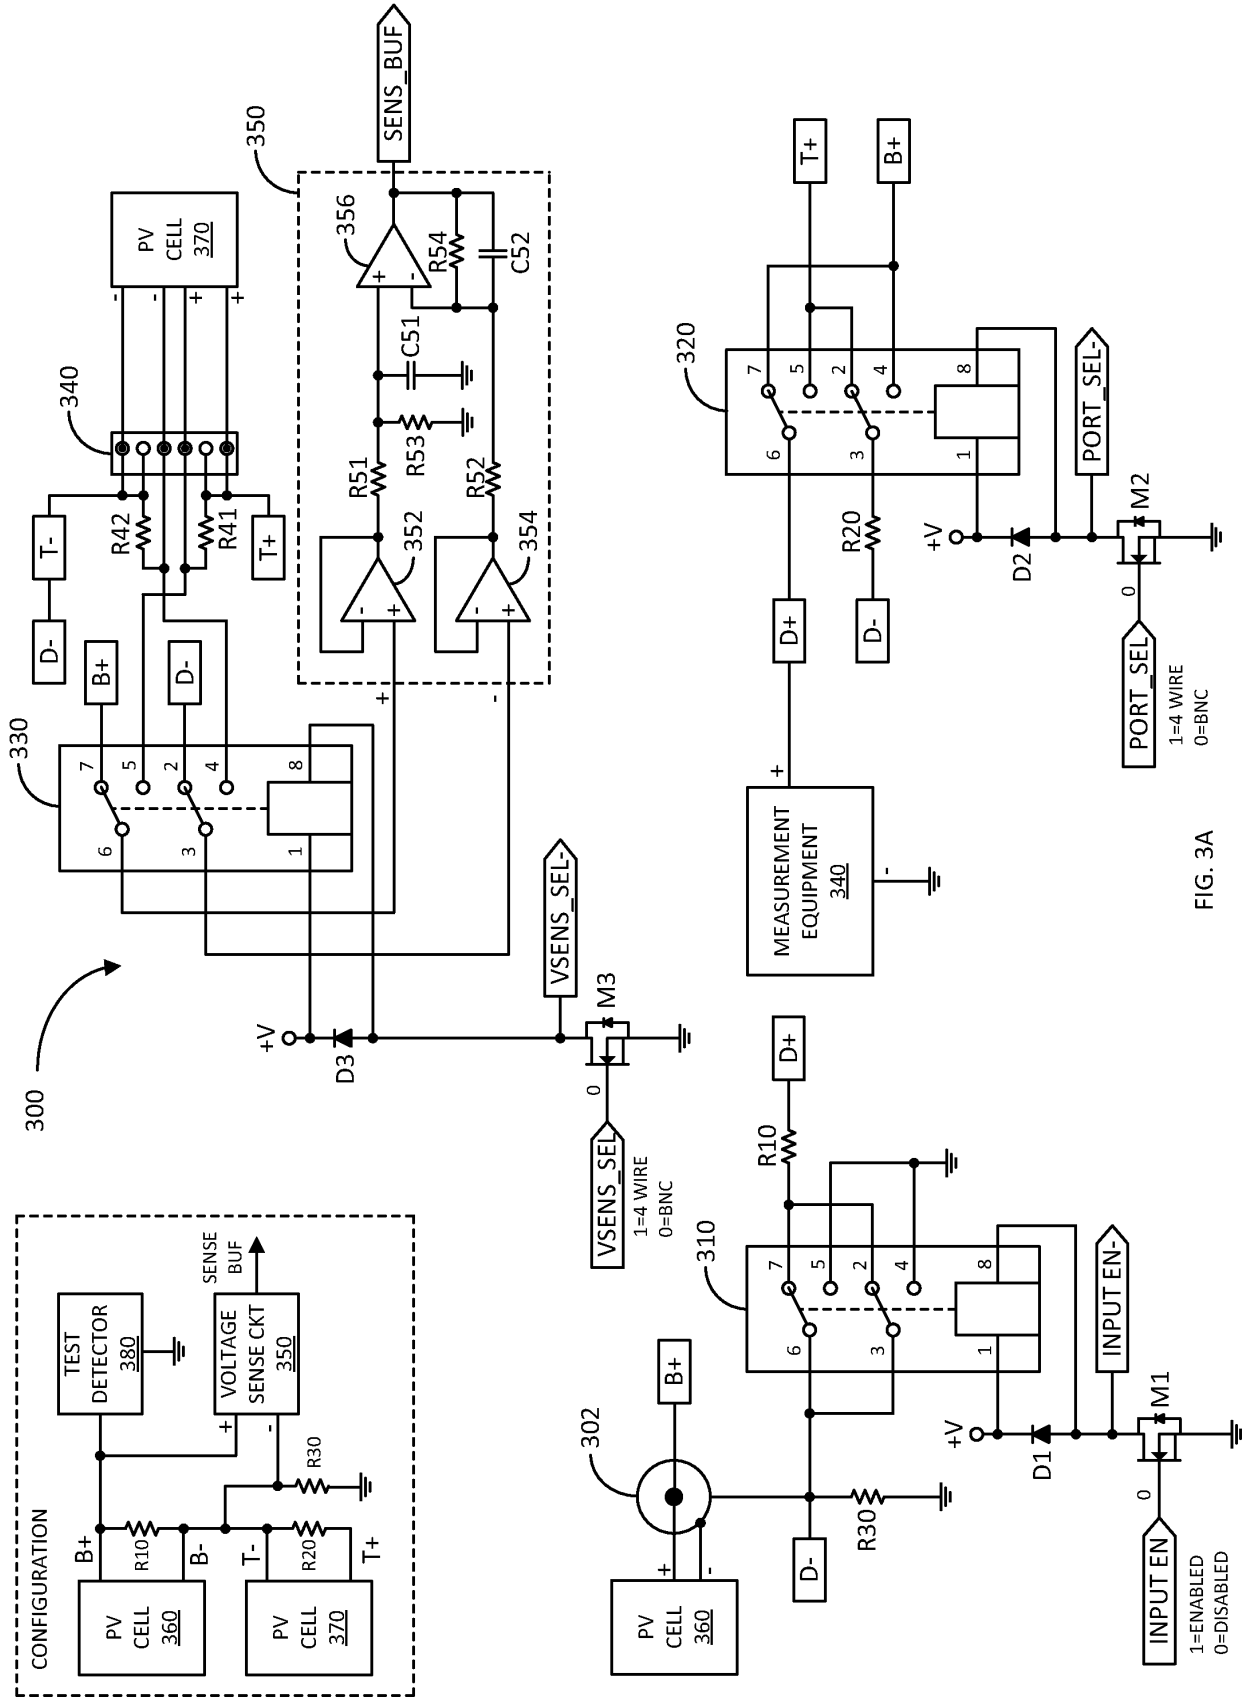 CONFIGURATION
PV
CELL
360
B+
R10
B-
PV
CELL
370
T-
R20
T+
R30
TEST
DETECTOR
380
+
-
VOLTAGE
SENSE CKT
350
SENSE
BUF
300
330
6
7
5
3
2
4
1
8
B+
D-
D-
T-
R42
R41
T+
340
-
-
+
+
PV
CELL
370
+V
D3
VSENS_SEL-
VSENS_SEL
0
M3
1=4 WIRE
0=BNC
350
+
-
-
+
352
-
+
354
R51
R52
R53
C51
+
-
356
R54
C52
SENS_BUF
PV
CELL
360
+
-
302
B+
D-
R30
310
6
7
5
3
2
4
1
8
R10
D+
+V
D1
INPUT EN-
INPUT EN
0
M1
1=ENABLED
0=DISABLED
MEASUREMENT
EQUIPMENT
340
+
-
D+
D-
R20
320
6
7
5
3
2
4
1
8
T+
B+
+V
D2
PORT_SEL-
PORT_SEL
0
M2
1=4 WIRE
0=BNC
FIG. 3A